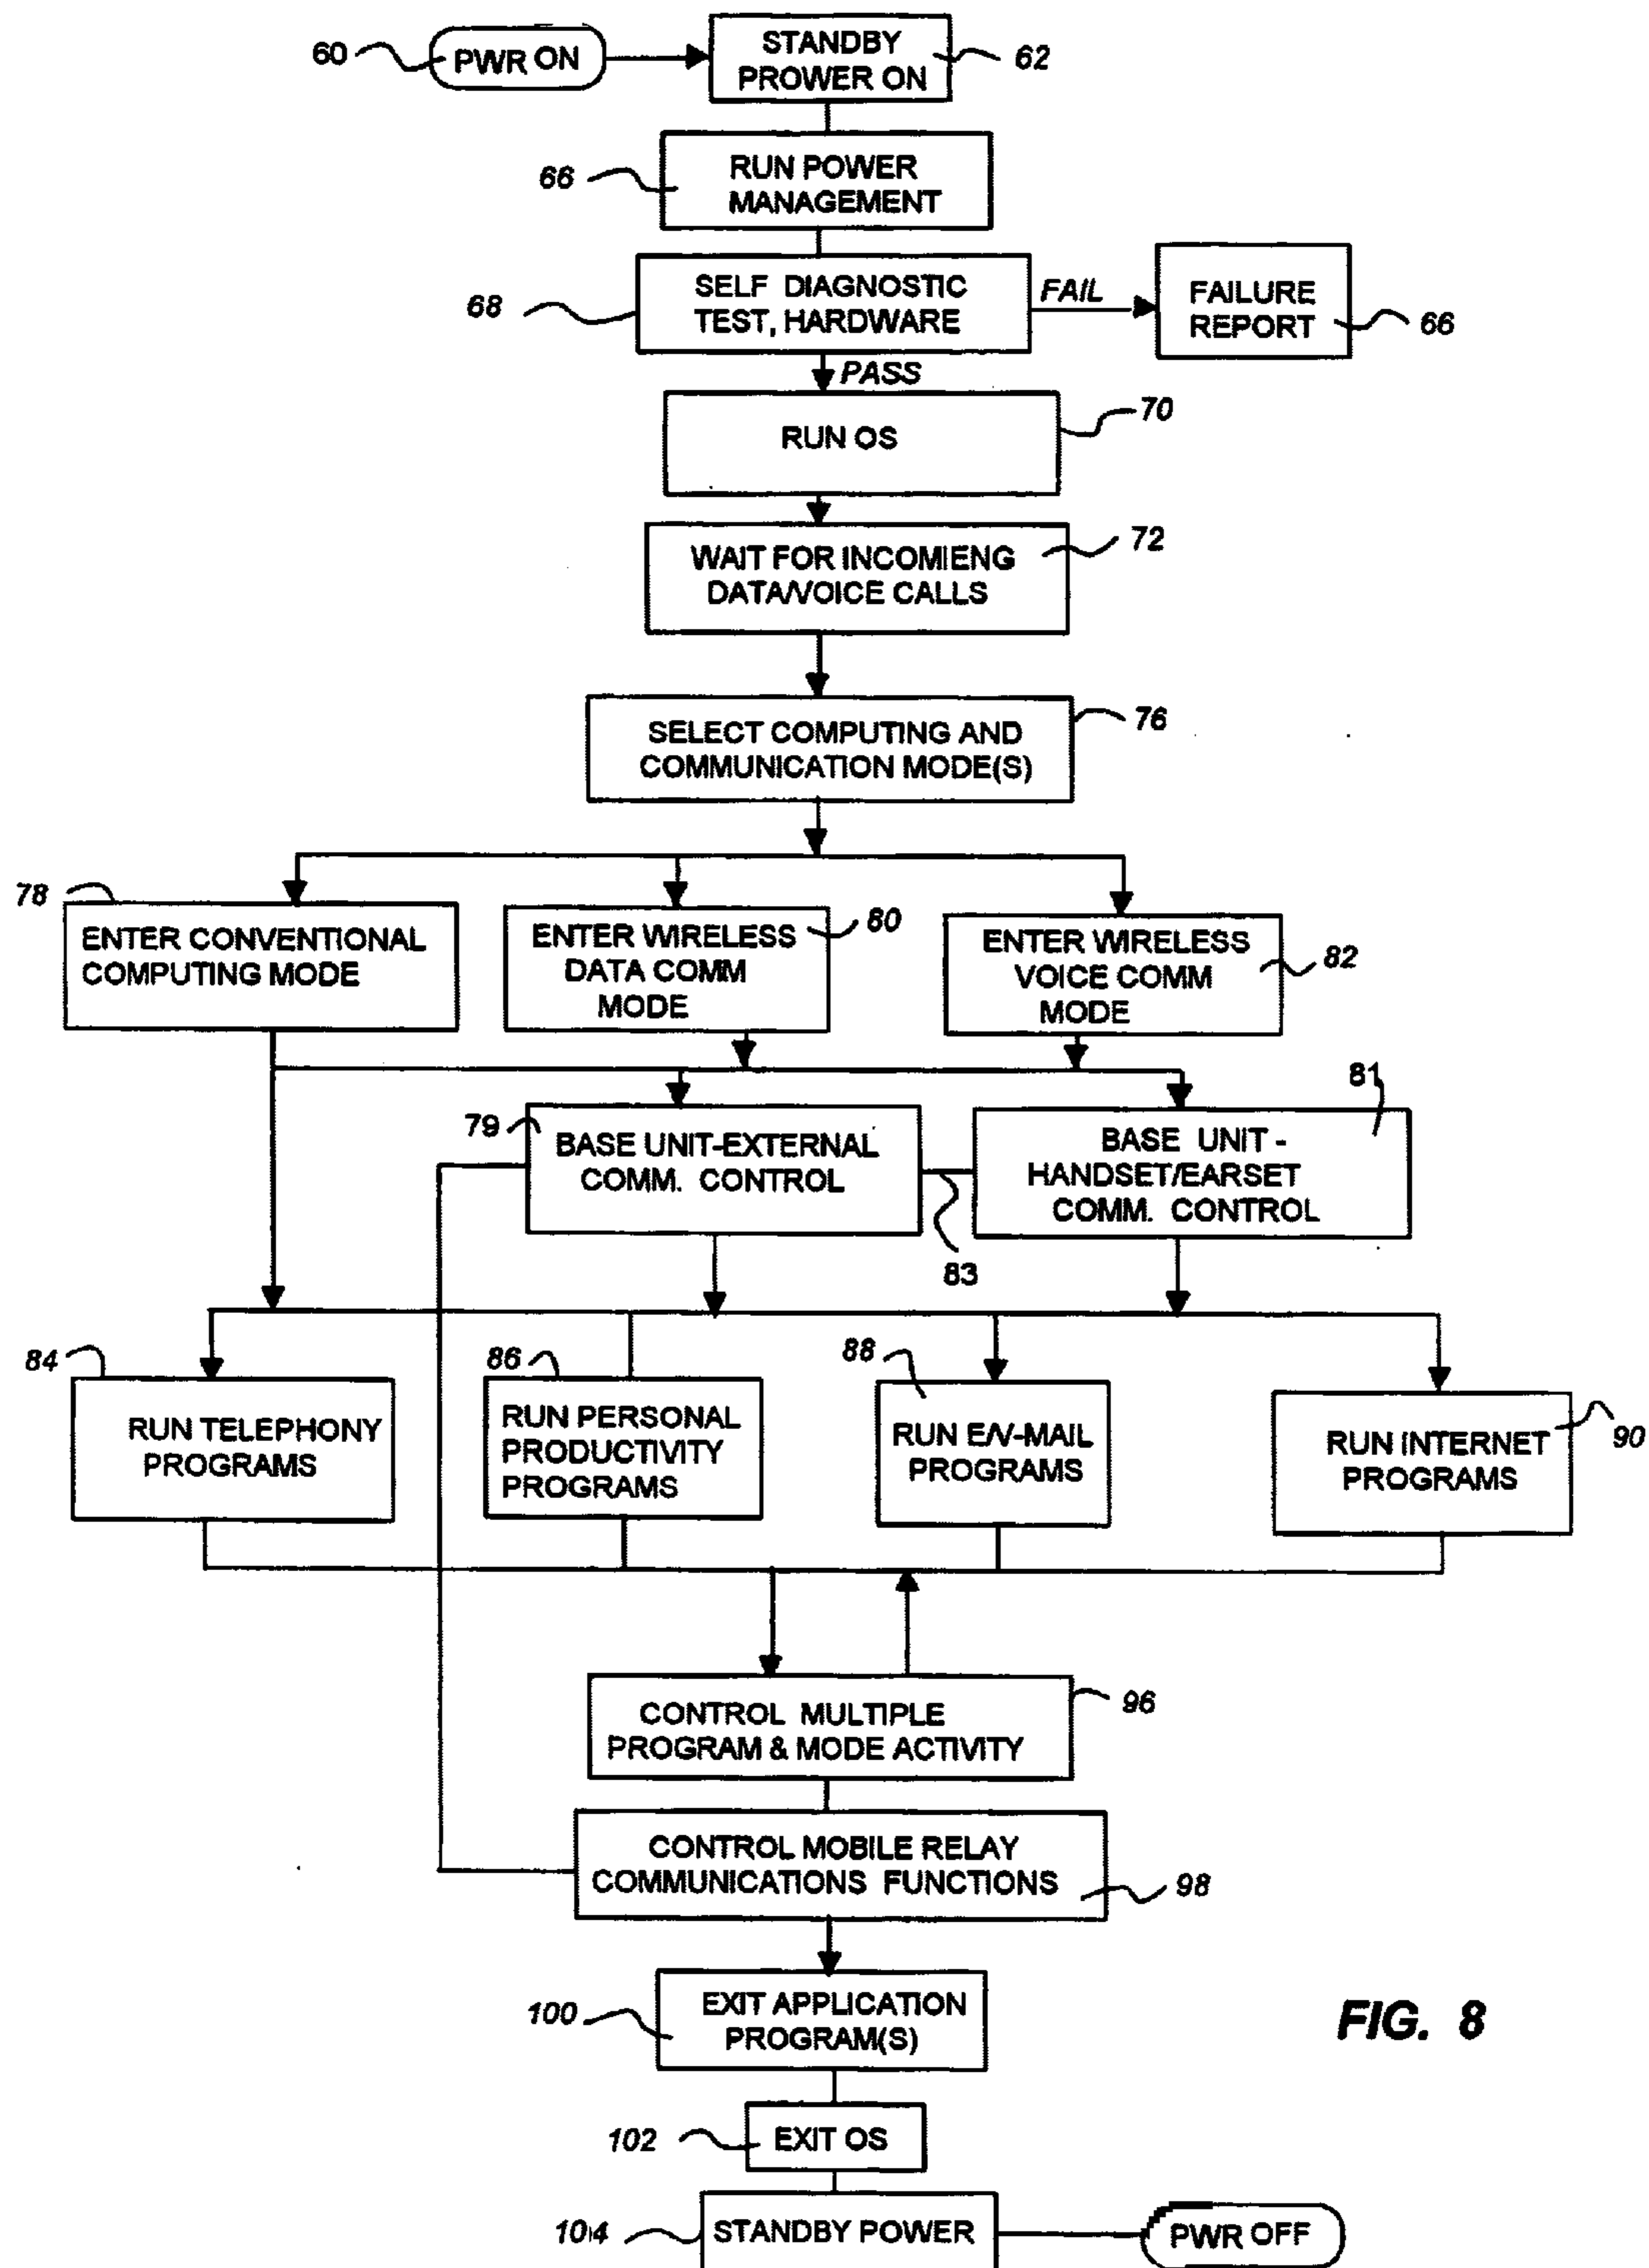 60
PWR ON
STANDBY
PROWER ON
62
66
RUN POWER
MANAGEMENT
68
SELF DIAGNOSTIC
TEST, HARDWARE
FAIL
FAILURE
REPORT
66
PASS
RUN OS
70
WAIT FOR INCOMIENG
DATA/VOICE CALLS
72
SELECT COMPUTING AND
COMMUNICATION MODE(S)
76
78
ENTER CONVENTIONAL
COMPUTING MODE
ENTER WIRELESS
DATA COMM
MODE
80
ENTER WIRELESS
VOICE COMM
MODE
82
79
BASE UNIT-EXTERNAL
COMM. CONTROL
81
BASE UNIT -
HANDSET/EARSET
COMM. CONTROL
83
84
RUN TELEPHONY
PROGRAMS
86
RUN PERSONAL
PRODUCTIVITY
PROGRAMS
88
RUN E/V-MAIL
PROGRAMS
90
RUN INTERNET
PROGRAMS
CONTROL MULTIPLE
PROGRAM & MODE ACTIVITY
96
CONTROL MOBILE RELAY
COMMUNICATIONS FUNCTIONS
98
100
EXIT APPLICATION
PROGRAM(S)
FIG. 8
102
EXIT OS
104
STANDBY POWER
PWR OFF